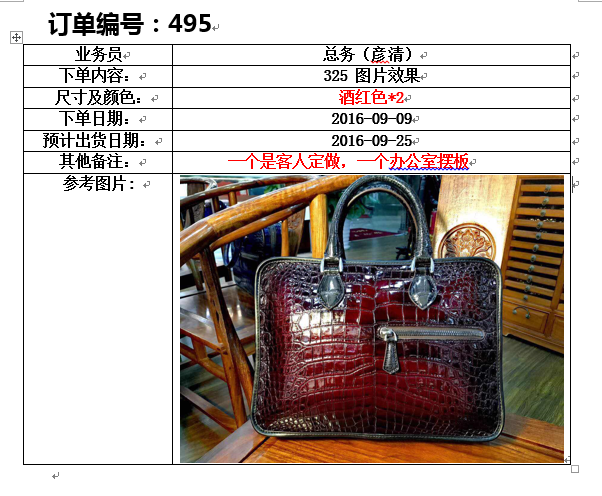 订单编号：495
业务员 总务（彦清）
下单内容： 325 图片效果
尺寸及颜色： 酒红色*2
下单日期： 2016-09-09
预计出货日期： 2016-09-25
其他备注： 一个是客人定做，一个办公室摆板
参考图片：